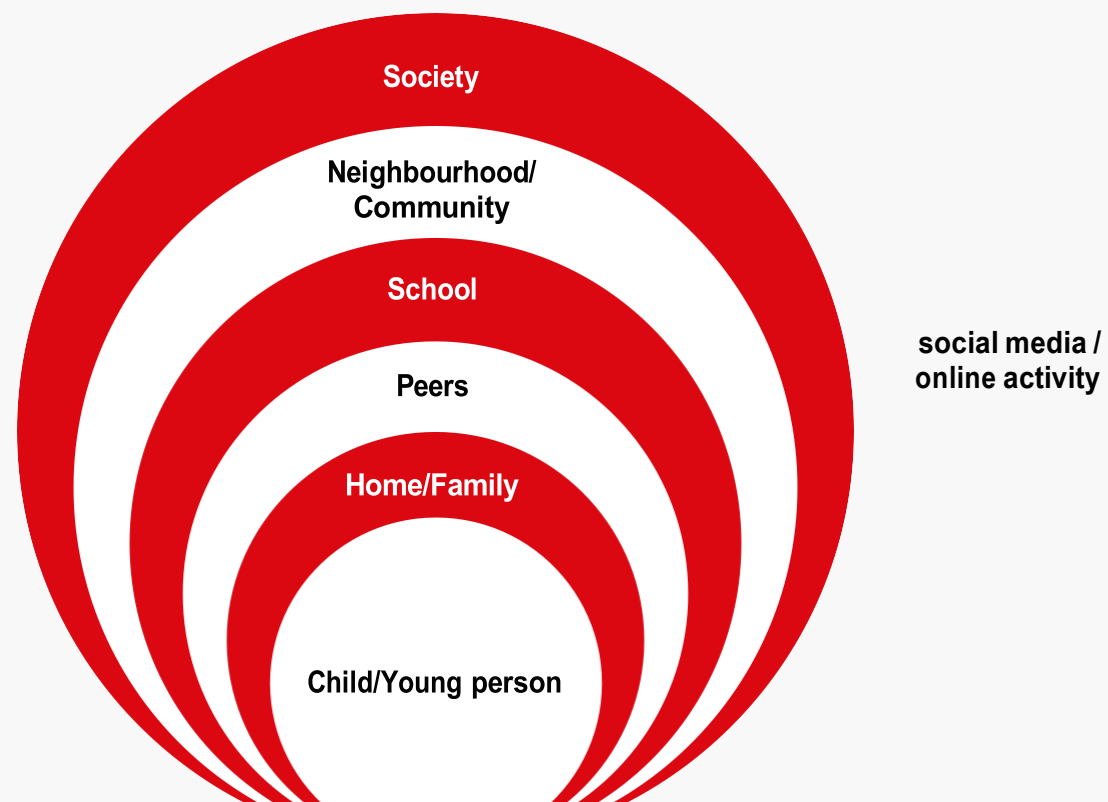 Society
Neighbourhood/
Community
School
social media /
online activity
Peers
Home/Family
Child/Young person